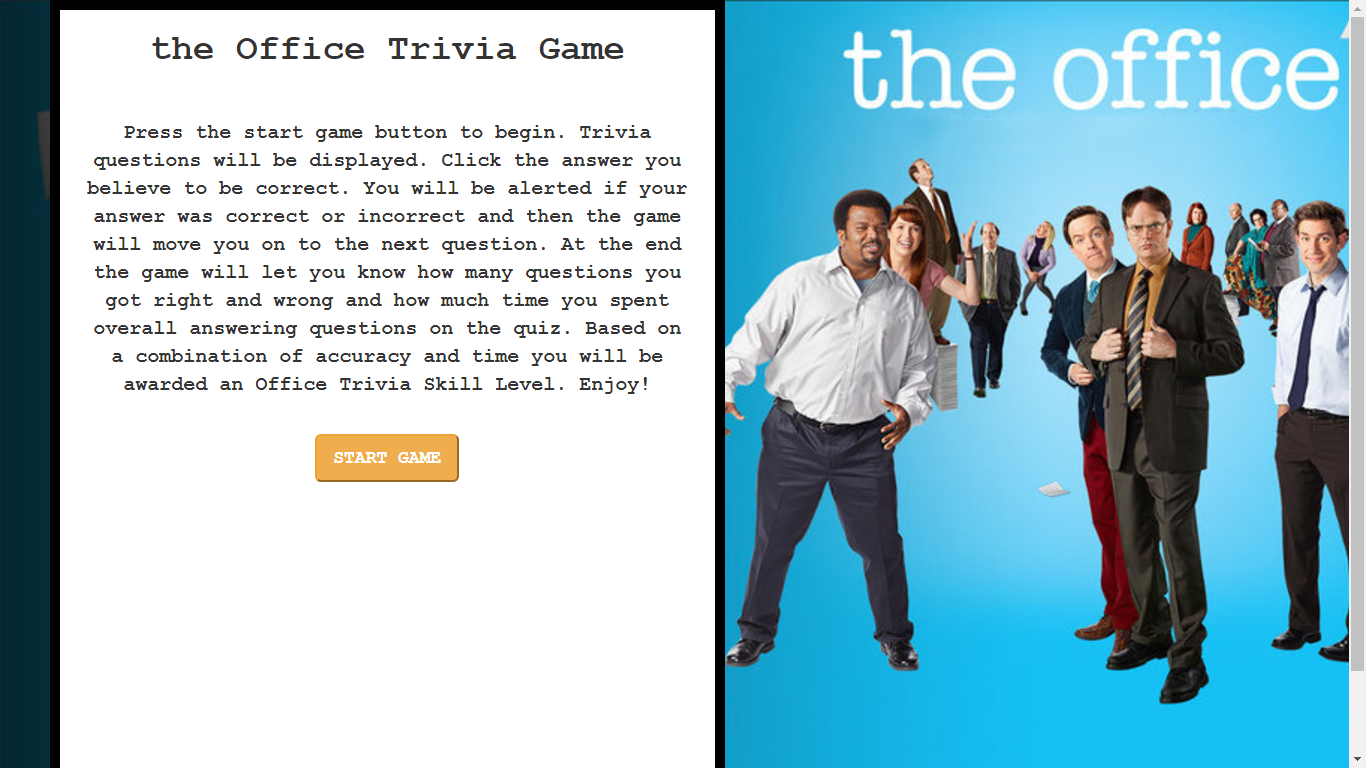 the Office Trivia Game
Press the start game button to begin. Trivia
questions will be displayed. Click the answer you
believe to be correct. You will be alerted if your
answer was correct or incorrect and then the game
will move you on to the next question. At the end
the game will let you know how many questions you
got right and wrong and how much time you spent
overall answering questions on the quiz. Based on
a combination of accuracy and time you will be
awarded an Office Trivia Skill Level. Enjoy!
START GAME
the office